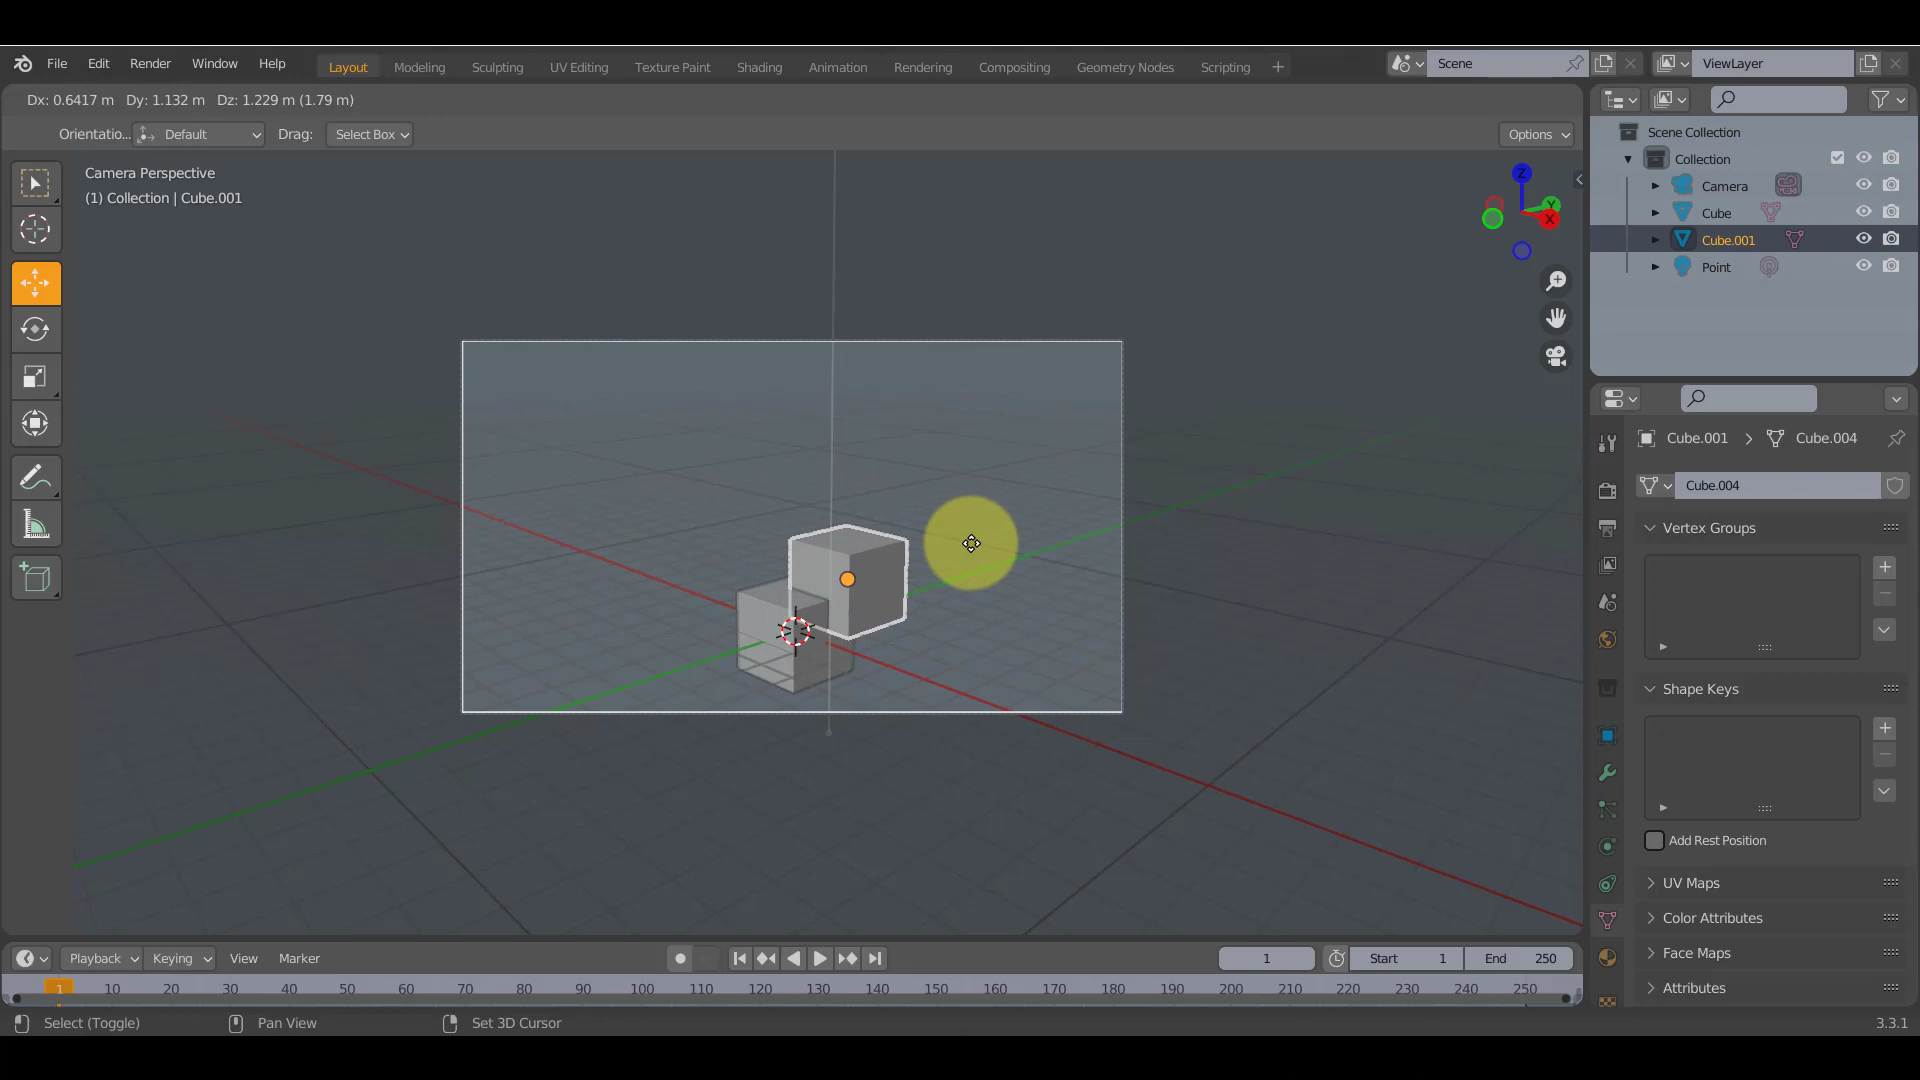 File Edit Render Window Help Layout Modeling Sculpting UV Editing Texture Paint Shading Animation Rendering Compositing Geometry Nodes Scripting + Scene ViewLayer
Dx: 0.6417 m Dy: 1.132 m Dz: 1.229 m (1.79 m)
Orientatio... Default Drag: Select Box Options
Camera Perspective
(1) Collection | Cube.001
Z
Y
X
Scene Collection
Collection
Camera
Cube
Cube.001
Point
Cube.001 > Cube.004
Cube.004
Vertex Groups
Shape Keys
Add Rest Position
UV Maps
Color Attributes
Face Maps
Attributes
Playback Keying View Marker 1 Start 1 End 250
1 10 20 30 40 50 60 70 80 90 100 110 120 130 140 150 160 170 180 190 200 210 220 230 240 250
Select (Toggle) Pan View Set 3D Cursor 3.3.1